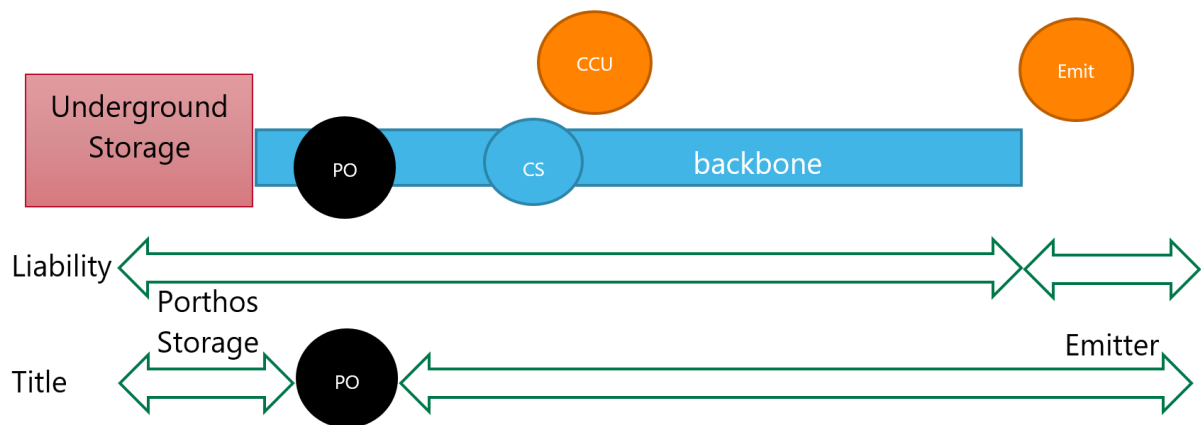 CCU
Emit
Underground
Storage
PO
CS
backbone
Liability
Porthos
Storage
Emitter
Title
PO